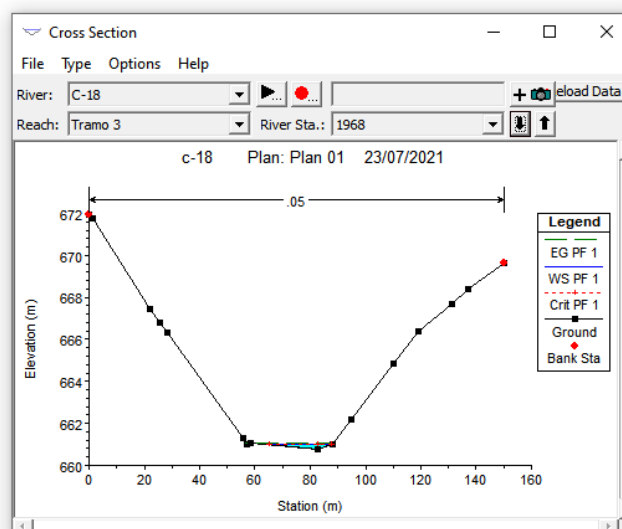 Cross Section
File Type Options Help
River: C-18 eload Data
Reach: Tramo 3 River Sta.: 1968
c-18 Plan: Plan 01 23/07/2021
.05
Legend
EG PF 1
WS PF 1
Crit PF 1
Ground
Bank Sta
672
670
668
666
664
662
660
Elevation (m)
0 20 40 60 80 100 120 140 160
Station (m)